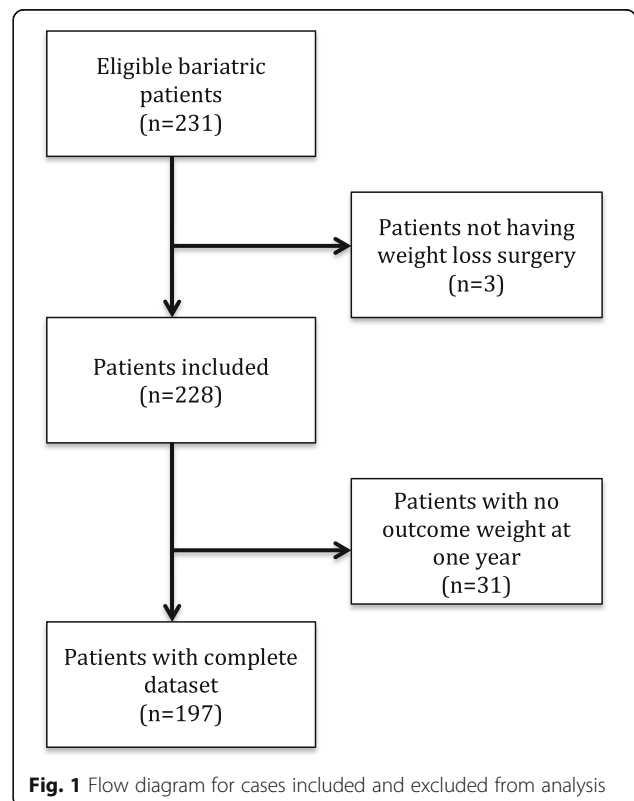 Eligible bariatric
patients
(n=231)
Patients not having
weight loss surgery
(n=3)
Patients included
(n=228)
Patients with no
outcome weight at
one year
(n=31)
Patients with complete
dataset
(n=197)
Fig. 1 Flow diagram for cases included and excluded from analysis